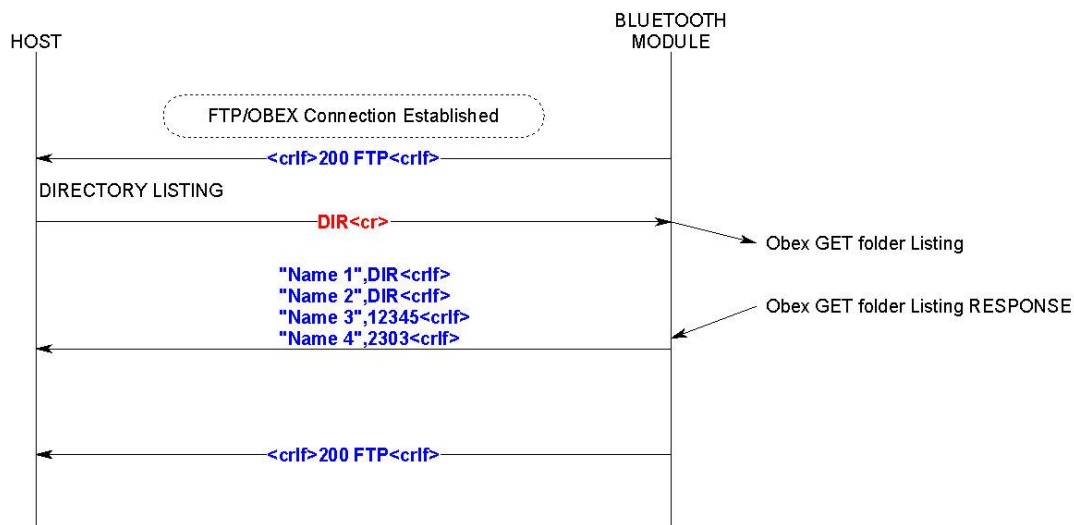 HOST
BLUETOOTH
MODULE
FTP/OBEX Connection Established
<crlf>200 FTP<crlf>
DIRECTORY LISTING
DIR<cr>
Obex GET folder Listing
"Name 1",DIR<crlf>
"Name 2",DIR<crlf>
"Name 3",12345<crlf>
"Name 4",2303<crlf>
Obex GET folder Listing RESPONSE
<crlf>200 FTP<crlf>